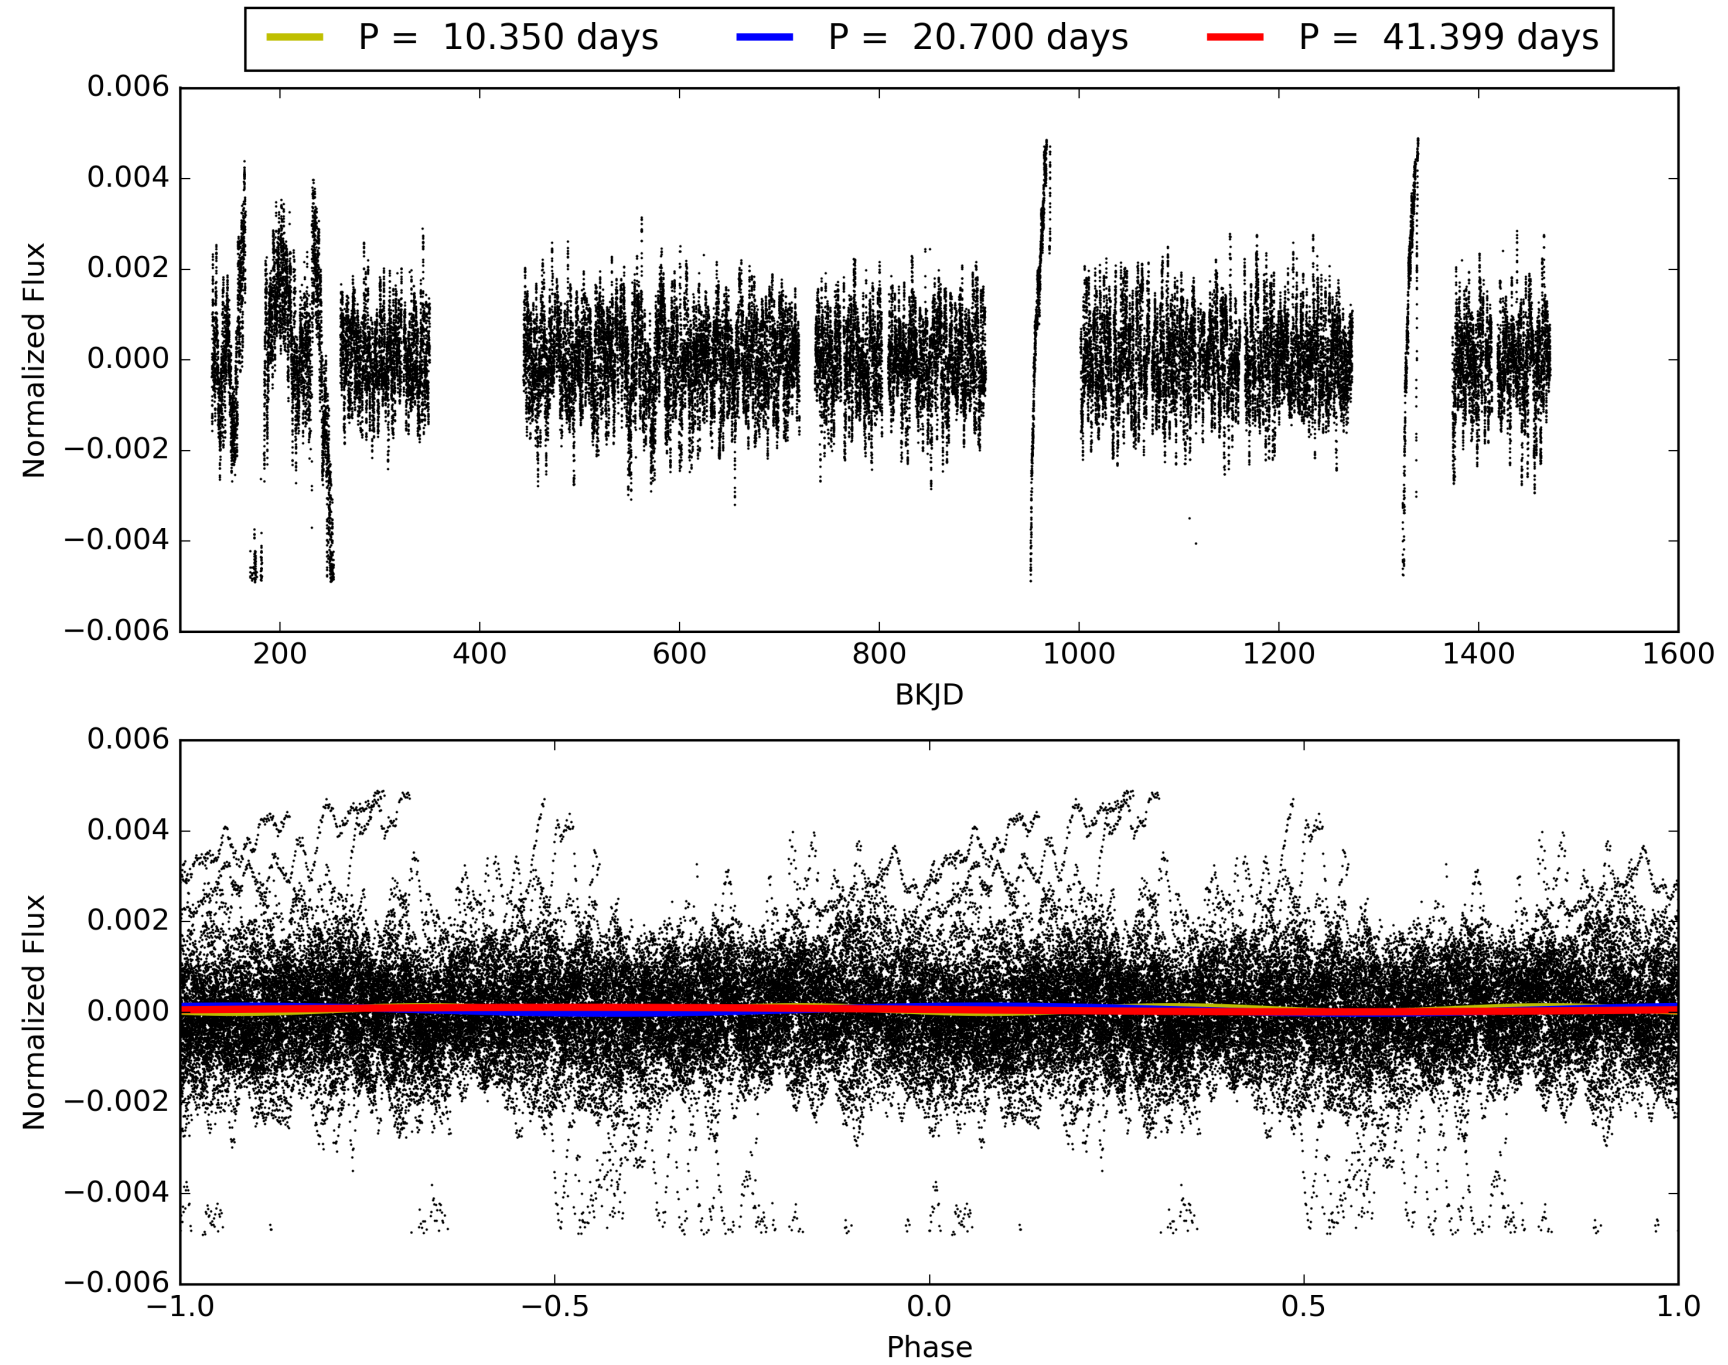 P = 10.350 days P = 20.700 days P = 41.399 days
0.006
0.004
0.002
0.000
−0.002
−0.004
−0.006
Normalized Flux
200 400 600 800 1000 1200 1400 1600
BKJD
0.006
0.004
0.002
0.000
−0.002
−0.004
−0.006
Normalized Flux
−1.0 −0.5 0.0 0.5 1.0
Phase